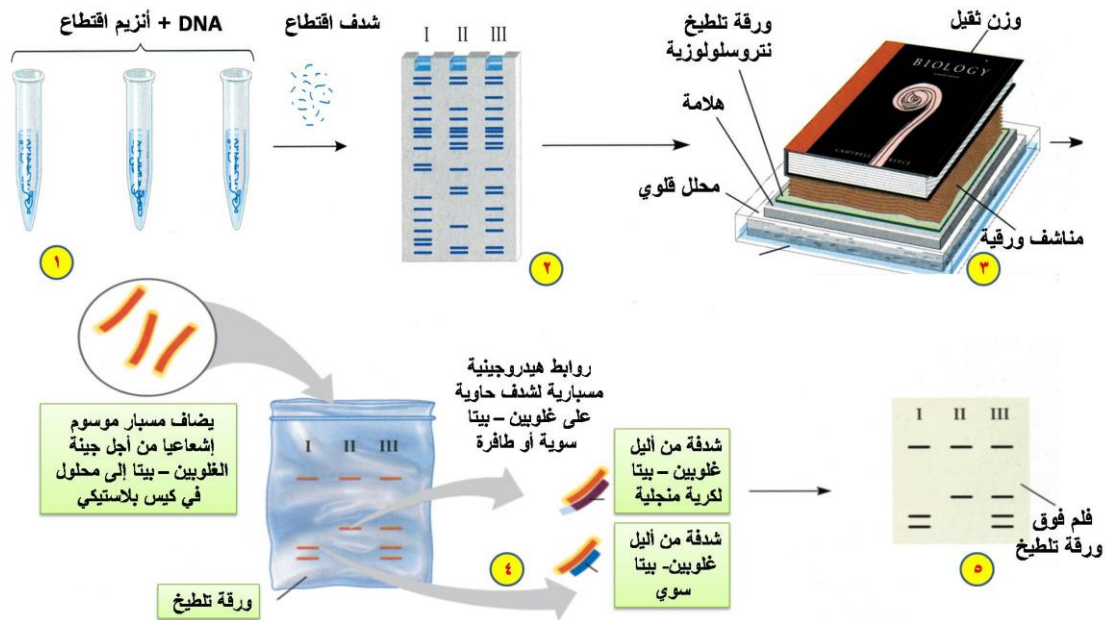 DNA + أنزيم اقتطاع
١
شدف اقتطاع
I II III
٢
ورقة تلطيخ
نتروسلولوزية
هلامة
محلل قلوي
وزن ثقيل
BIOLOGY
CAMPBELL REECE
مناشف ورقية
٣
يضاف مسبار موسوم
إشعاعيا من أجل جينة
الغلوبين – بيتا إلى محلول
في كيس بلاستيكي
I II III
ورقة تلطيخ
روابط هيدروجينية
مسبارية لشدف حاوية
على غلوبين – بيتا
سوية أو طافرة
٤
شدفة من أليل
غلوبين – بيتا
لكرية منجلية
شدفة من أليل
غلوبين- بيتا
سوي
I II III
فلم فوق
ورقة تلطيخ
٥